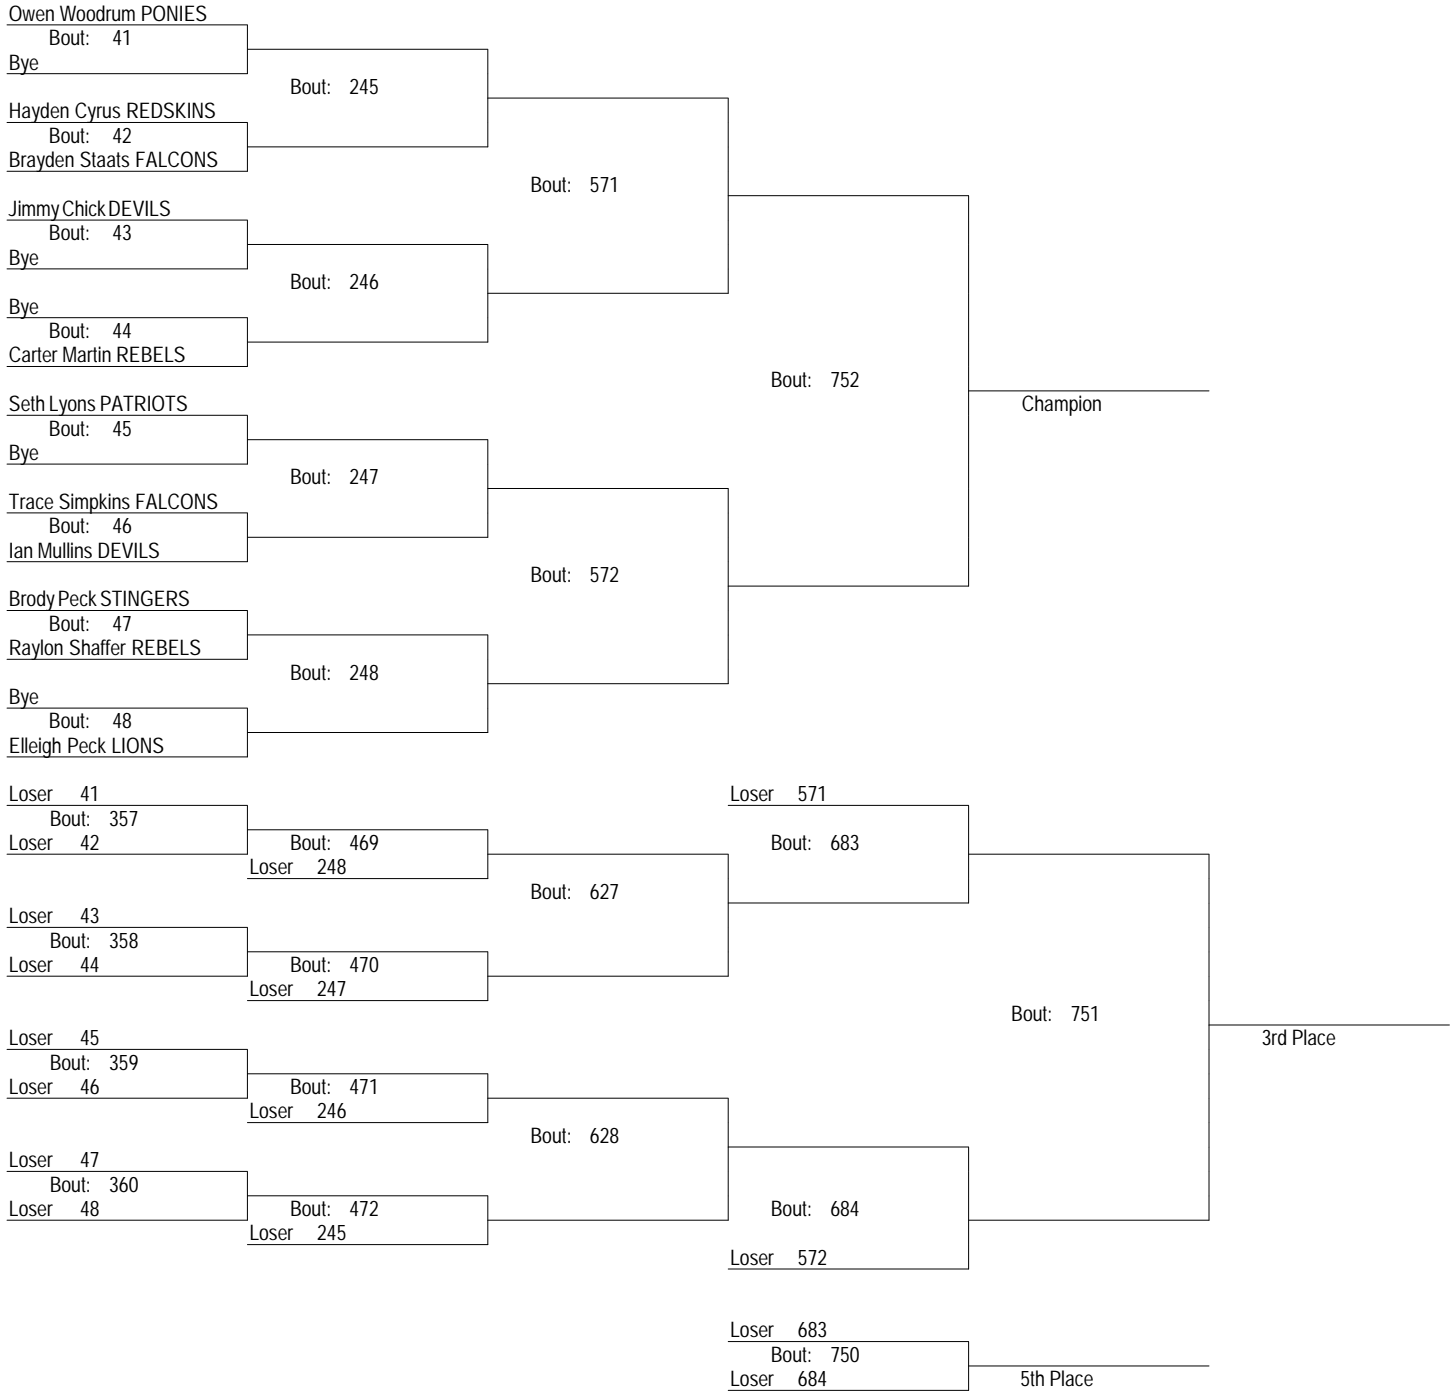 Owen Woodrum PONIES
Bout: 41
Bye
Bout: 245
Hayden Cyrus REDSKINS
Bout: 42
Brayden Staats FALCONS
Bout: 571
Jimmy Chick DEVILS
Bout: 43
Bye
Bout: 246
Bye
Bout: 44
Carter Martin REBELS
Bout: 752
Champion
Seth Lyons PATRIOTS
Bout: 45
Bye
Bout: 247
Trace Simpkins FALCONS
Bout: 46
Ian Mullins DEVILS
Bout: 572
Brody Peck STINGERS
Bout: 47
Raylon Shaffer REBELS
Bout: 248
Bye
Bout: 48
Elleigh Peck LIONS
Loser 41
Bout: 357
Loser 42
Bout: 469
Loser 248
Loser 571
Bout: 683
Bout: 627
Loser 43
Bout: 358
Loser 44
Bout: 470
Loser 247
Bout: 751
3rd Place
Loser 45
Bout: 359
Loser 46
Bout: 471
Loser 246
Bout: 628
Loser 47
Bout: 360
Loser 48
Bout: 472
Loser 245
Bout: 684
Loser 572
Loser 683
Bout: 750
Loser 684
5th Place